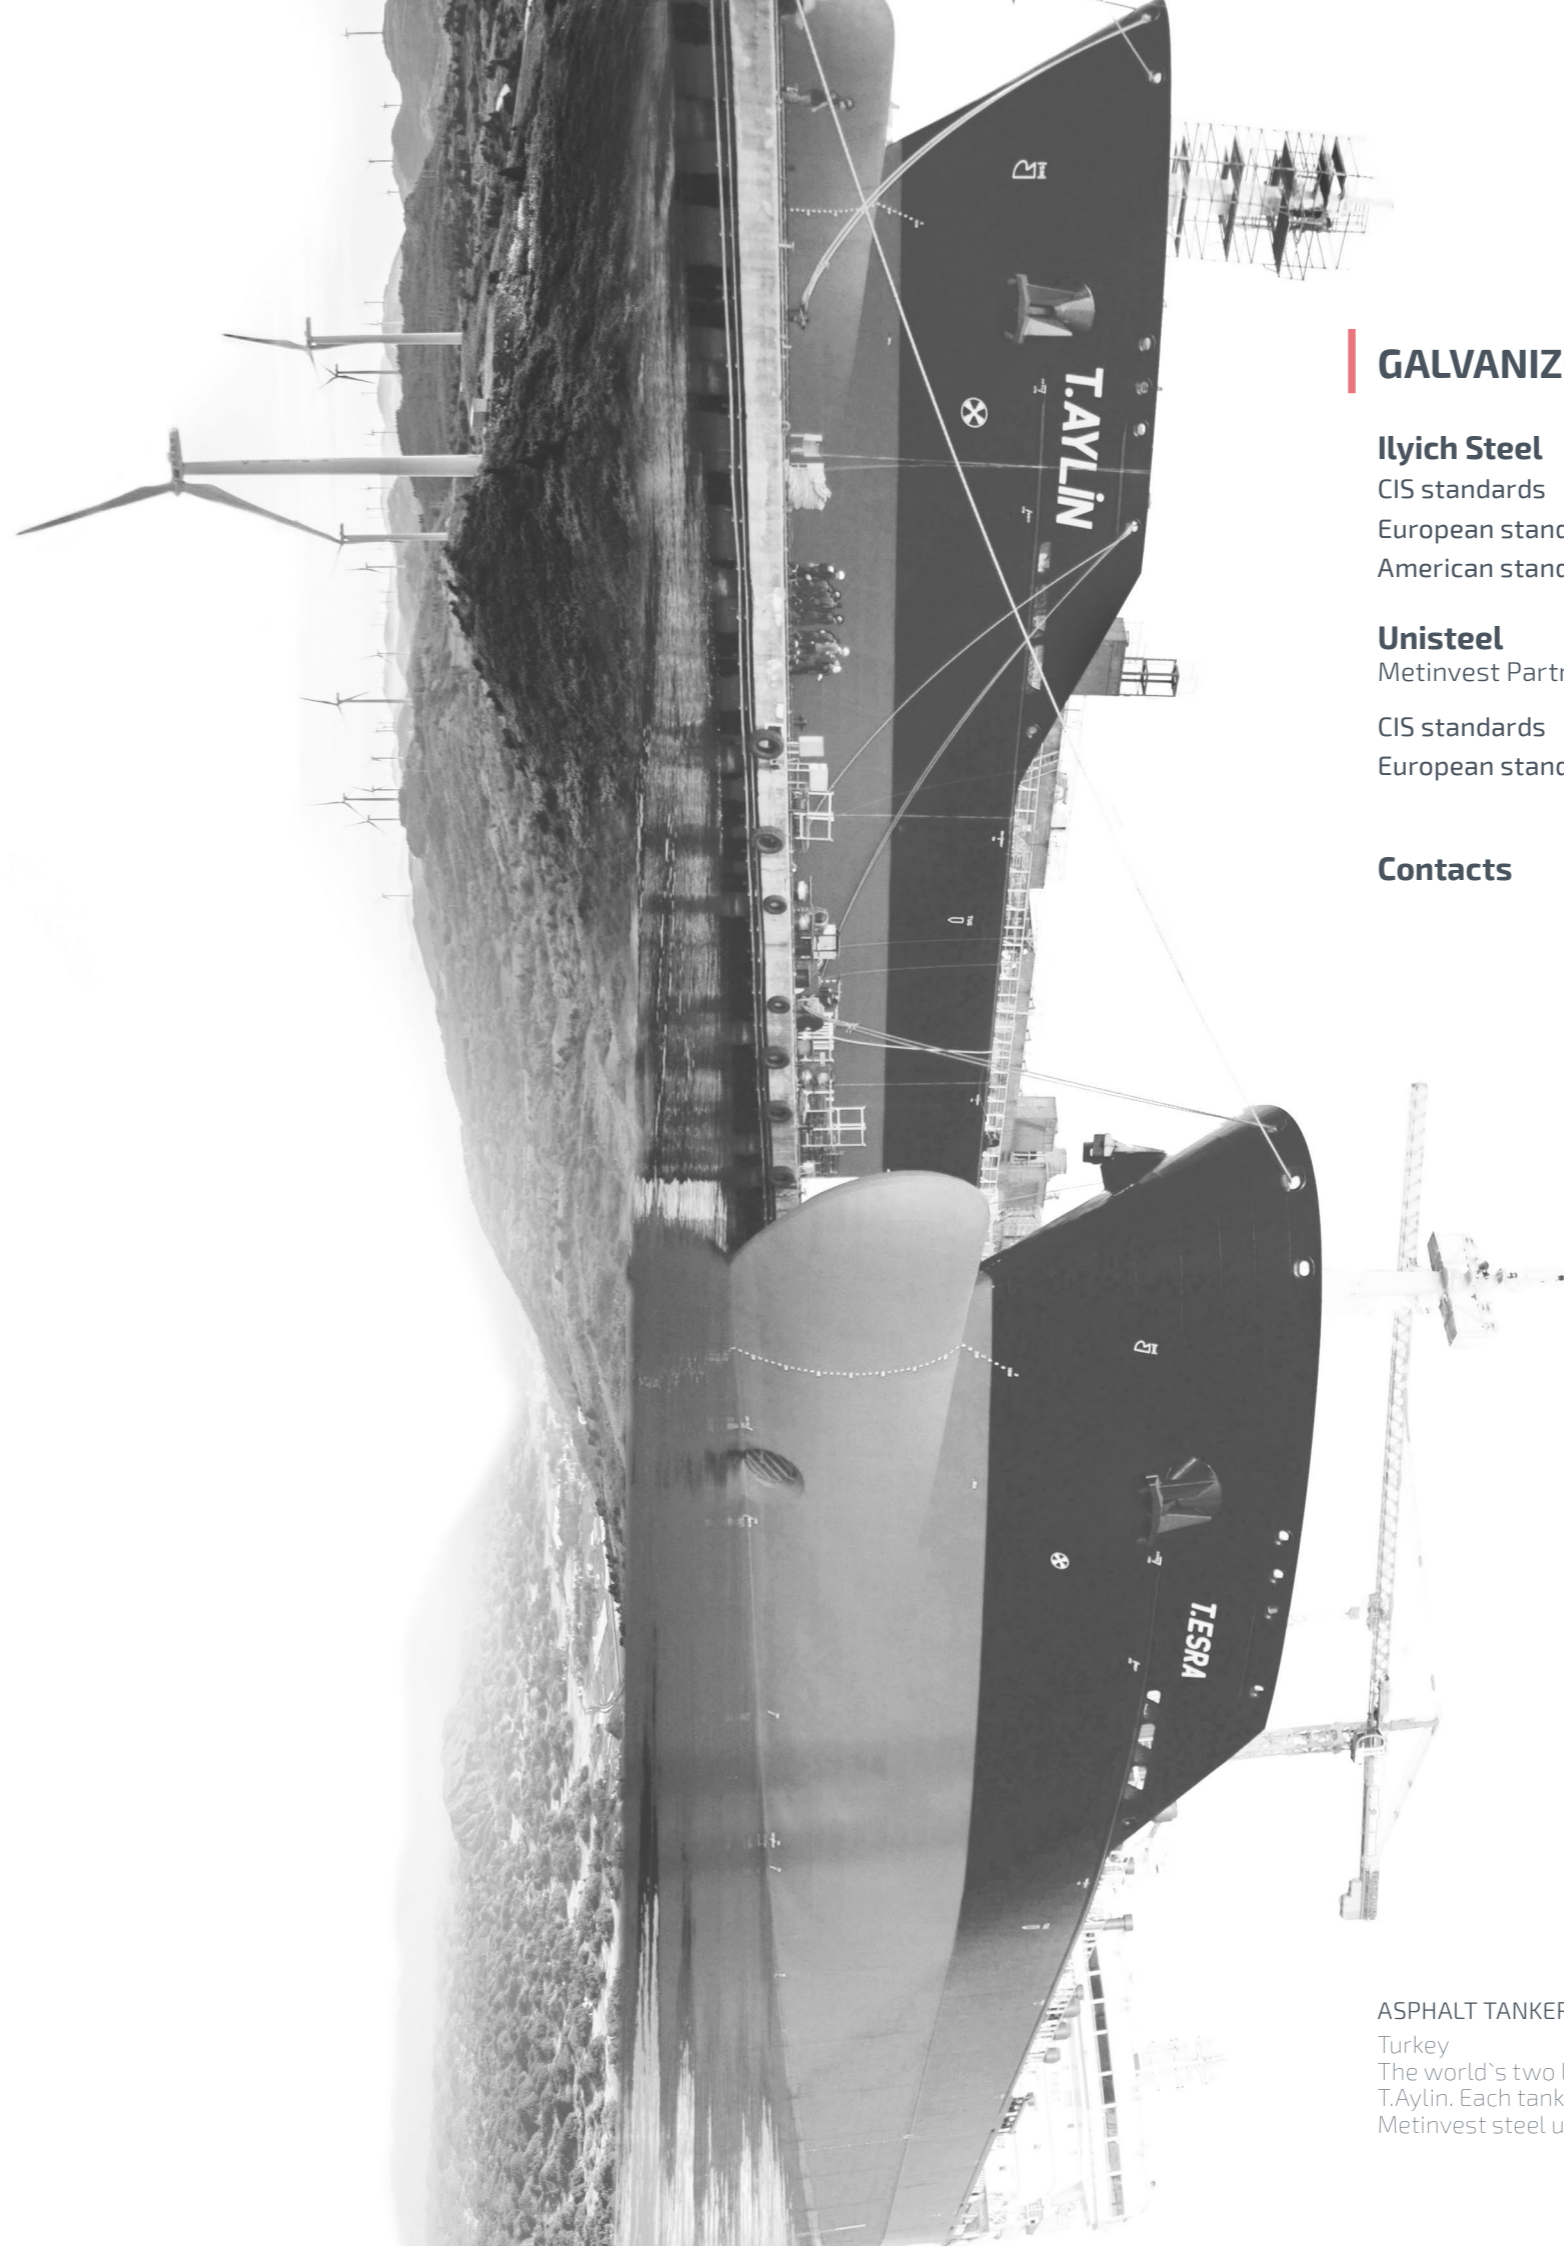 GALVANIZ
Ilyich Steel
CIS standards
European stand
American stand
Unisteel
Metinvest Partn
CIS standards
European stand
Contacts
T.AYLİN
T.ESRA
ASPHALT TANKER
Turkey
The world`s two l
T.Aylin. Each tank
Metinvest steel u